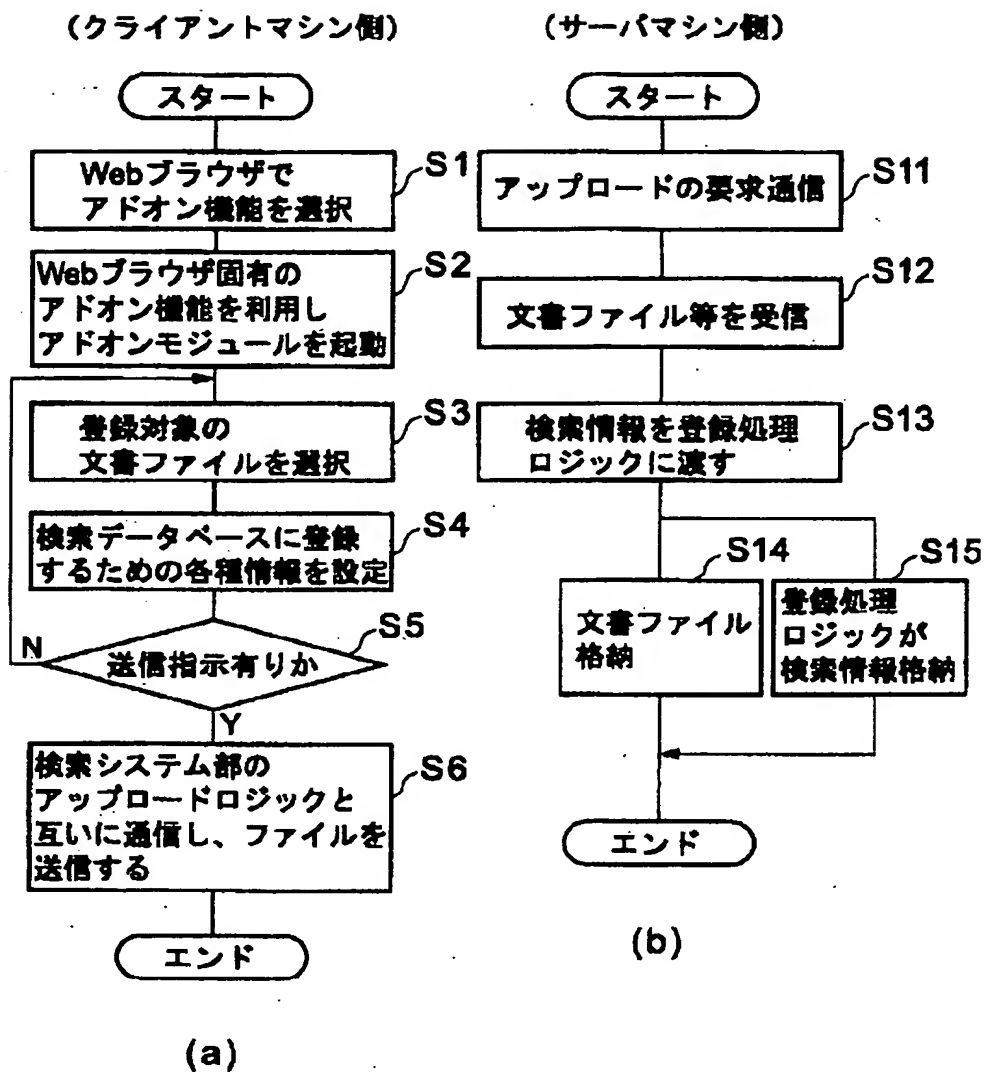 （クライアントマシン側）
スタート
Webブラウザで
アドオン機能を選択
S1
Webブラウザ固有の
アドオン機能を利用し
アドオンモジュールを起動
S2
登録対象の
文書ファイルを選択
S3
検索データベースに登録
するための各種情報を設定
S4
送信指示有りか
S5
N
Y
検索システム部の
アップロードロジックと
互いに通信し、ファイルを
送信する
S6
エンド
(a)
（サーバマシン側）
スタート
アップロードの要求通信
S11
文書ファイル等を受信
S12
検索情報を登録処理
ロジックに渡す
S13
文書ファイル
格納
S14
登録処理
ロジックが
検索情報格納
S15
エンド
(b)